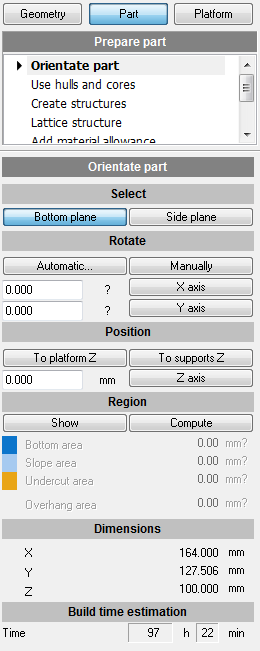 Geometry Part Platform
Prepare part
Orientate part
Use hulls and cores
Create structures
Lattice structure
Add material allowance
Orientate part
Select
Bottom plane Side plane
Rotate
Automatic... Manually
0.000 ? X axis
0.000 ? Y axis
Position
To platform Z To supports Z
0.000 mm Z axis
Region
Show Compute
Bottom area 0.00 mm?
Slope area 0.00 mm?
Undercut area 0.00 mm?
Overhang area 0.00 mm?
Dimensions
X 164.000 mm
Y 127.506 mm
Z 100.000 mm
Build time estimation
Time 97 h 22 min